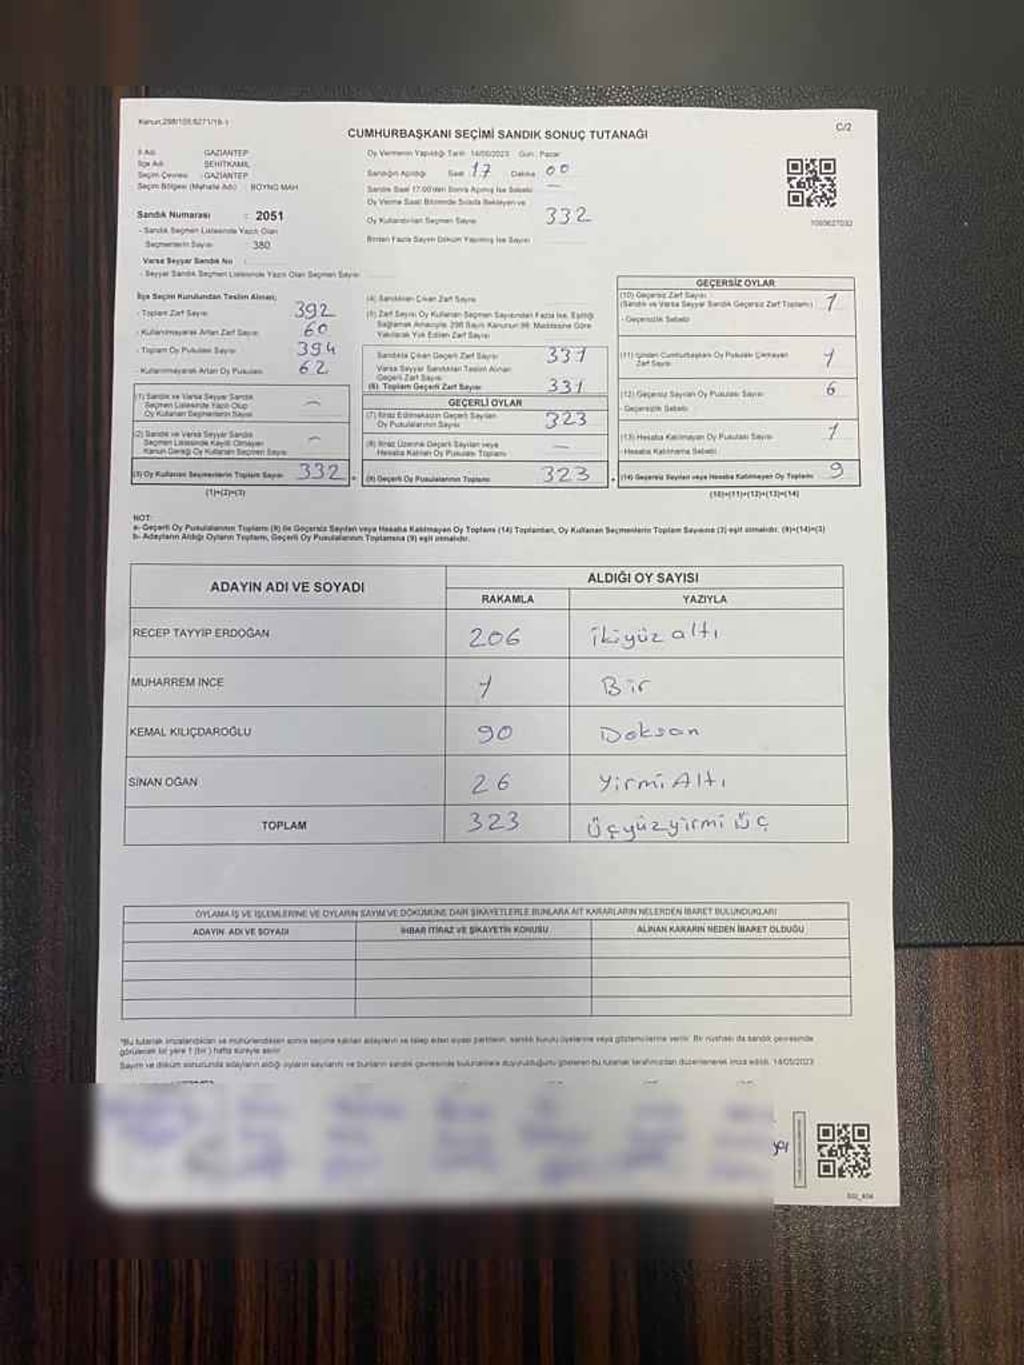 Kanun:298/105;6271/18-1
C/2
CUMHURBAŞKANI SEÇİMİ SANDIK SONUÇ TUTANAĞI
İl Adı GAZİANTEP
İlçe Adı ŞEHİTKAMİL
Seçim Çevresi : GAZİANTEP
Seçim Bölgesi (Mahalle Adı) : BOYNO MAH
Sandık Numarası : 2051
- Sandık Seçmen Listesinde Yazılı Olan
Seçmenlerin Sayısı : 380
Varsa Seyyar Sandık No :
- Seyyar Sandık Seçmen Listesinde Yazılı Olan Seçmen Sayısı
Oy Vermenin Yapıldığı Tarih: 14/05/2023 Gün: Pazar
Sandığın Açıldığı Saat 17 Dakika 00
Sandık Saat 17:00'den Sonra Açılmış İse Sebebi —
Oy Verme Saati Bitiminde Sırada Bekleyen ve
Oy Kullandırılan Seçmen Sayısı 332
Birden Fazla Sayım Döküm Yapılmış İse Sayısı
1000627032
İlçe Seçim Kurulundan Teslim Alınan;
- Toplam Zarf Sayısı 392
- Kullanılmayarak Artan Zarf Sayısı 60
- Toplam Oy Pusulası Sayısı 394
- Kullanılmayarak Artan Oy Pusulası 62
(1) Sandık ve Varsa Seyyar Sandık
Seçmen Listesinde Yazılı Olup
Oy Kullanan Seçmenlerin Sayısı —
(2) Sandık ve Varsa Seyyar Sandık
Seçmen Listesinde Kayıtlı Olmayan
Kanun Gereği Oy Kullanan Seçmen Sayısı —
(3) Oy Kullanan Seçmenlerin Toplam Sayısı 332
(1)+(2)=(3)
(4) Sandıktan Çıkan Zarf Sayısı
(5) Zarf Sayısı Oy Kullanan Seçmen Sayısından Fazla İse, Eşitliği
Sağlamak Amacıyla; 298 Sayılı Kanunun 98. Maddesine Göre
Yakılarak Yok Edilen Zarf Sayısı
Sandıkta Çıkan Geçerli Zarf Sayısı 331
Varsa Seyyar Sandıktan Teslim Alınan
Geçerli Zarf Sayısı
(6) Toplam Geçerli Zarf Sayısı 331
GEÇERLİ OYLAR
(7) İtiraz Edilmeksizin Geçerli Sayılan
Oy Pusulalarının Sayısı 323
(8) İtiraz Üzerine Geçerli Sayılan veya
Hesaba Katılan Oy Pusulası Toplamı —
(9) Geçerli Oy Pusulalarının Toplamı 323
GEÇERSİZ OYLAR
(10) Geçersiz Zarf Sayısı
(Sandık ve Varsa Seyyar Sandık Geçersiz Zarf Toplamı) 1
- Geçersizlik Sebebi
(11) İçinden Cumhurbaşkanı Oy Pusulası Çıkmayan
Zarf Sayısı 1
(12) Geçersiz Sayılan Oy Pusulası Sayısı 6
- Geçersizlik Sebebi
(13) Hesaba Katılmayan Oy Pusulası Sayısı 1
- Hesaba Katılmama Sebebi
(14) Geçersiz Sayılan veya Hesaba Katılmayan Oy Toplamı 9
(10)+(11)+(12)+(13)=(14)
NOT:
a- Geçerli Oy Pusulalarının Toplamı (9) ile Geçersiz Sayılan veya Hesaba Katılmayan Oy Toplamı (14) Toplamları, Oy Kullanan Seçmenlerin Toplam Sayısına (3) eşit olmalıdır. (9)+(14)=(3)
b- Adayların Aldığı Oyların Toplamı, Geçerli Oy Pusulalarının Toplamına (9) eşit olmalıdır.
ADAYIN ADI VE SOYADI
ALDIĞI OY SAYISI
RAKAMLA YAZIYLA
RECEP TAYYİP ERDOĞAN 206 ikiyüz altı
MUHARREM İNCE 1 Bir
KEMAL KILIÇDAROĞLU 90 Doksan
SİNAN OĞAN 26 Yirmi Altı
TOPLAM 323 Üçyüzyirmi üç
OYLAMA İŞ VE İŞLEMLERİNE VE OYLARIN SAYIM VE DÖKÜMÜNE DAİR ŞİKAYETLERLE BUNLARA AİT KARARLARIN NELERDEN İBARET BULUNDUKLARI
ADAYIN ADI VE SOYADI İHBAR İTİRAZ VE ŞİKAYETİN KONUSU ALINAN KARARIN NEDEN İBARET OLDUĞU
*Bu tutanak imzalandıktan ve mühürlendikten sonra seçime katılan adayların ve talep eden siyasi partilerin, sandık kurulu üyelerine veya gözlemcilerine verilir. Bir nüshası da sandık çevresinde
görülecek bir yere 1 (bir) hafta süreyle asılır.
Sayım ve döküm sonucunda adayların aldığı oyların sayılarını ve bunların sandık çevresinde bulunanlara duyurulduğunu gösteren bu tutanak tarafımızdan düzenlenerek imza edildi. 14/05/2023